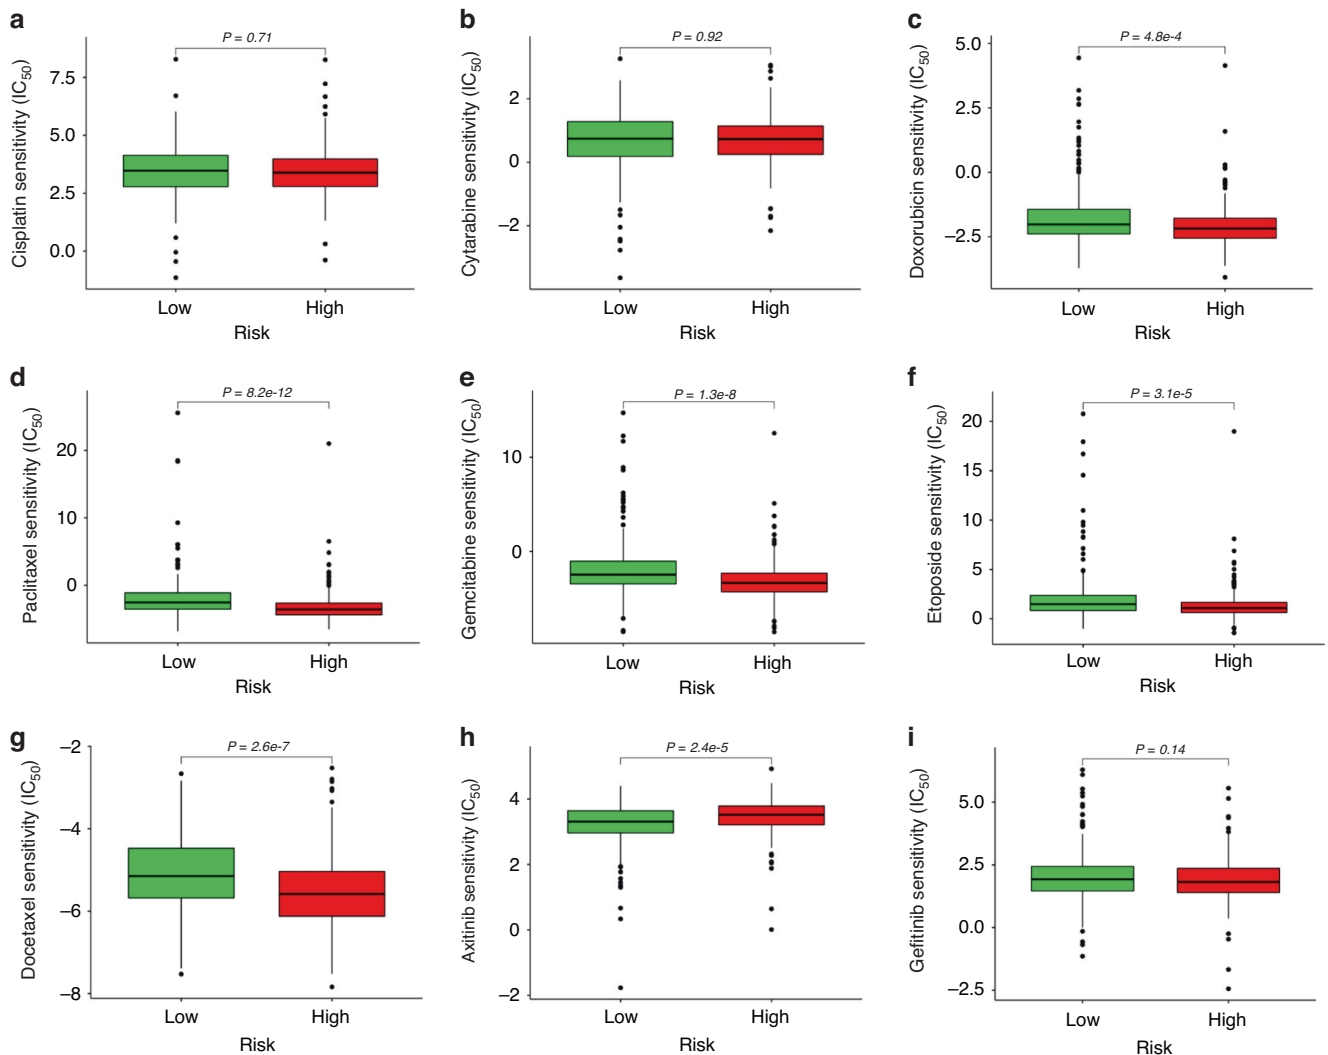 a
P = 0.71
Cisplatin sensitivity (IC50)
7.5
5.0
2.5
0.0
Low
High
Risk
b
P = 0.92
Cytarabine sensitivity (IC50)
2
0
−2
Low
High
Risk
c
P = 4.8e-4
Doxorubicin sensitivity (IC50)
5.0
2.5
0.0
−2.5
Low
High
Risk
d
P = 8.2e-12
Paclitaxel sensitivity (IC50)
20
10
0
Low
High
Risk
e
P = 1.3e-8
Gemcitabine sensitivity (IC50)
10
0
Low
High
Risk
f
P = 3.1e-5
Etoposide sensitivity (IC50)
20
15
10
5
0
Low
High
Risk
g
P = 2.6e-7
Docetaxel sensitivity (IC50)
−2
−4
−6
−8
Low
High
Risk
h
P = 2.4e-5
Axitinib sensitivity (IC50)
4
2
0
−2
Low
High
Risk
i
P = 0.14
Gefitinib sensitivity (IC50)
5.0
2.5
0.0
−2.5
Low
High
Risk